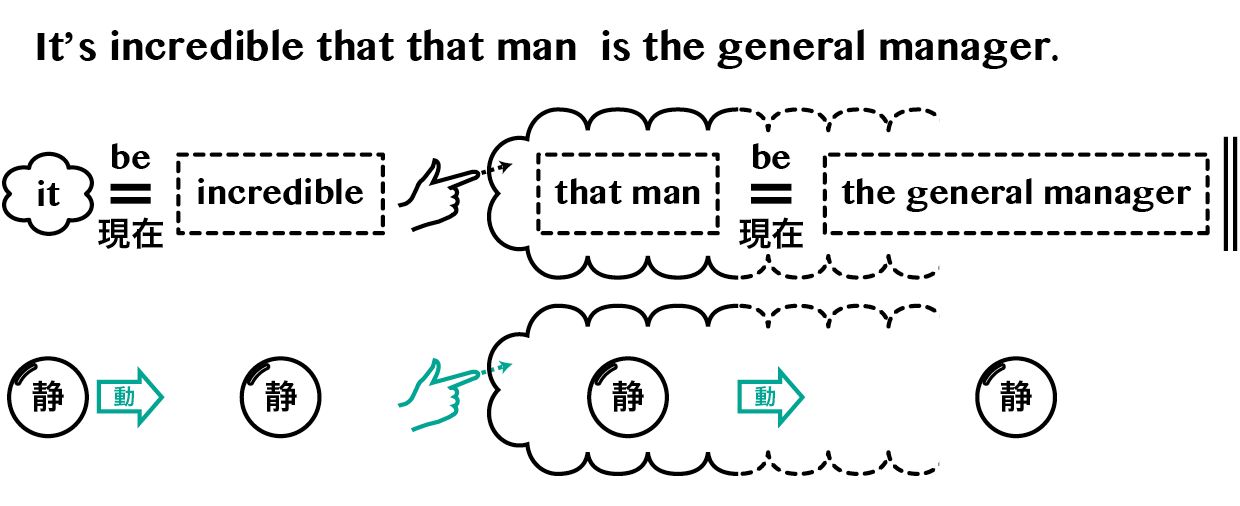 It's incredible that that man is the general manager.
be be
it incredible that man the general manager
現在 現在
静 動 静 静 動 静